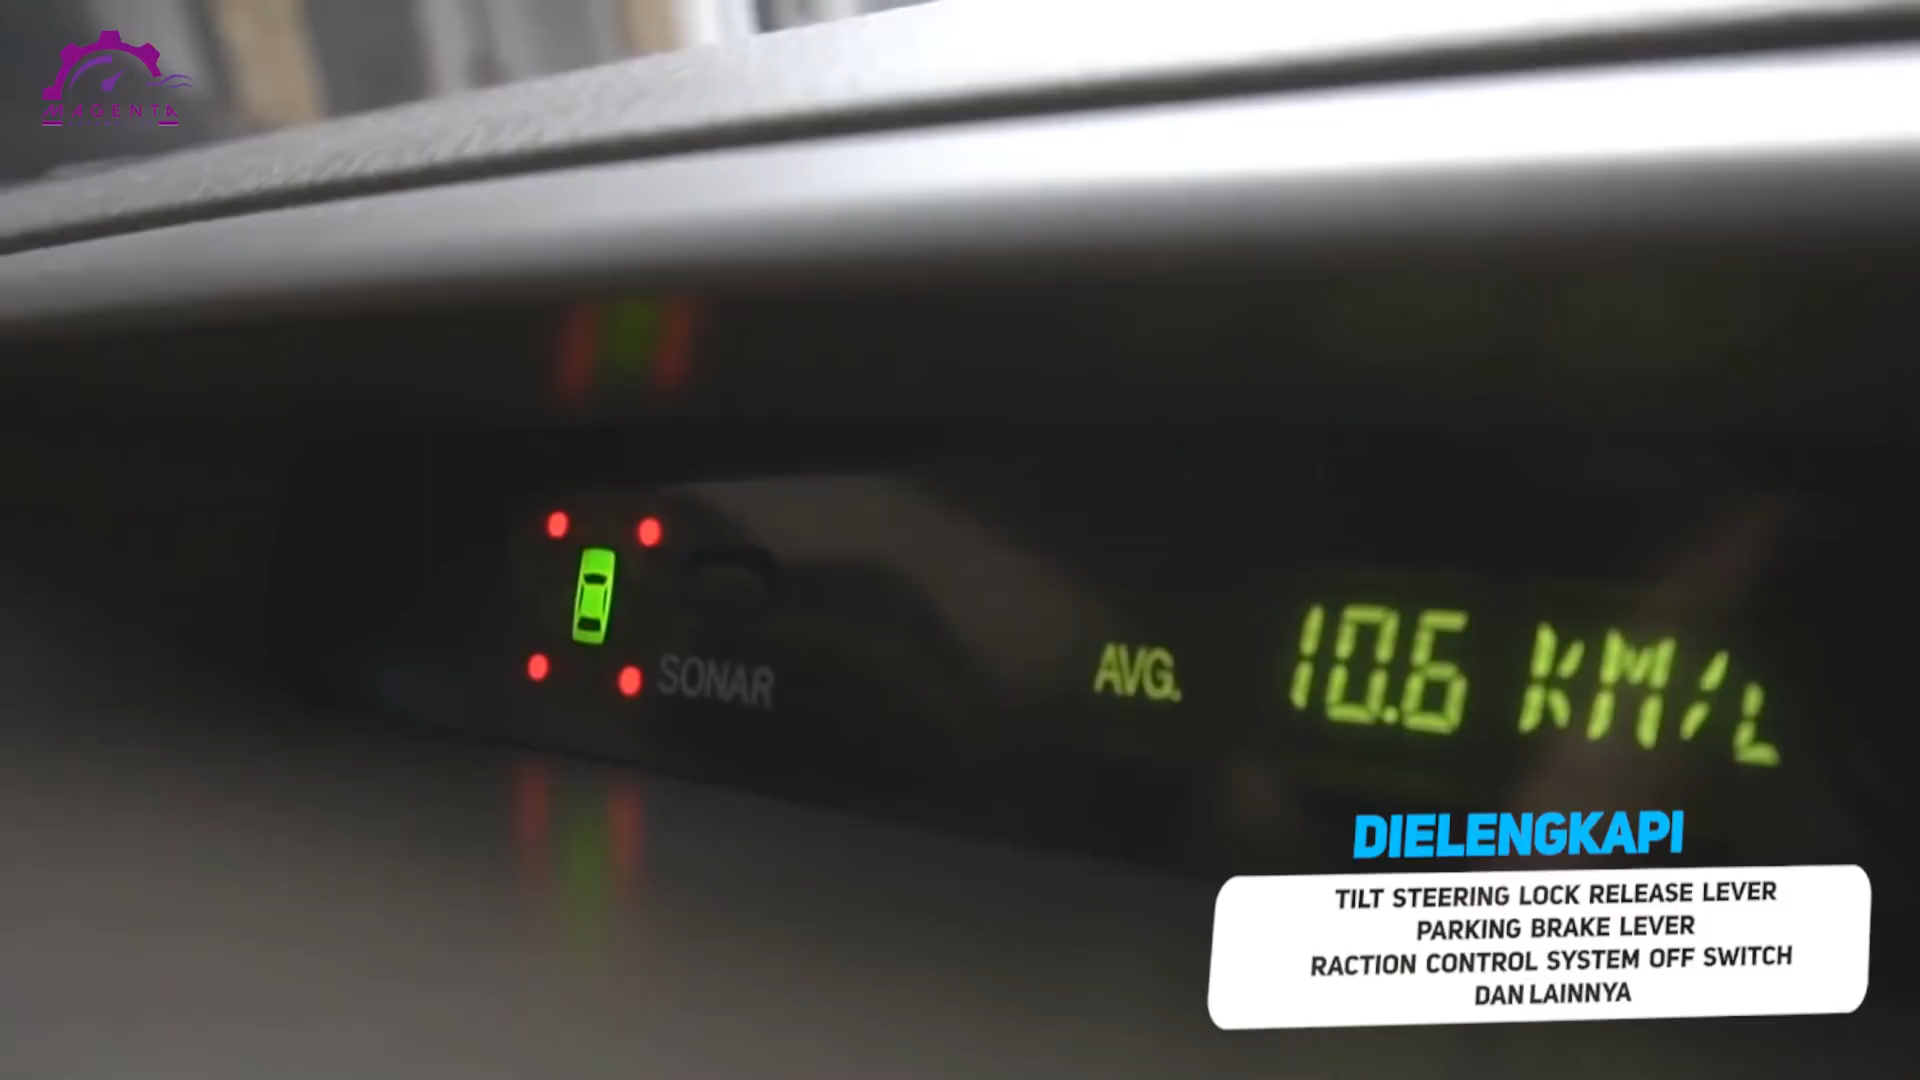 MAGENTA
SONAR
AVG. 10.6 KM/L
DIELENGKAPI
TILT STEERING LOCK RELEASE LEVER
PARKING BRAKE LEVER
RACTION CONTROL SYSTEM OFF SWITCH
DAN LAINNYA